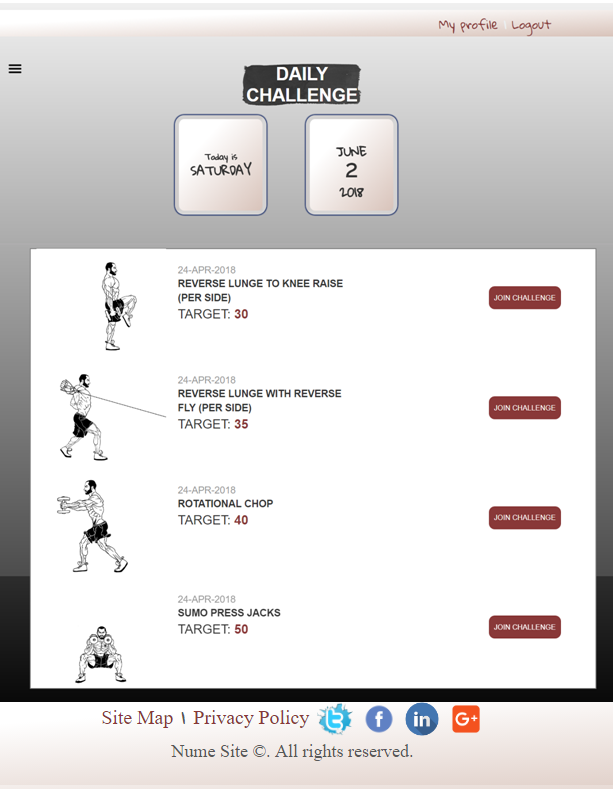 My profile | Logout
DAILY
CHALLENGE
Today is
SATURDAY
JUNE
2
2018
24-APR-2018
REVERSE LUNGE TO KNEE RAISE
(PER SIDE)
TARGET: 30
JOIN CHALLENGE
24-APR-2018
REVERSE LUNGE WITH REVERSE
FLY (PER SIDE)
TARGET: 35
JOIN CHALLENGE
24-APR-2018
ROTATIONAL CHOP
TARGET: 40
JOIN CHALLENGE
24-APR-2018
SUMO PRESS JACKS
TARGET: 50
JOIN CHALLENGE
Site Map \ Privacy Policy t f in G+
Nume Site ©. All rights reserved.